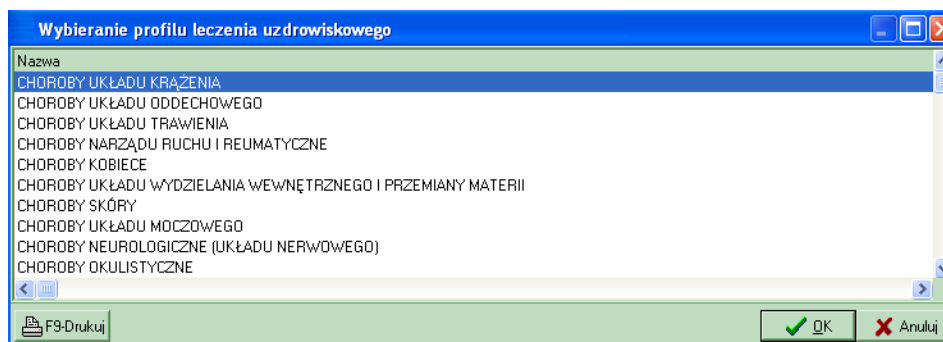 Wybieranie profilu leczenia uzdrowiskowego
Nazwa
CHOROBY UKŁADU KRĄŻENIA
CHOROBY UKŁADU ODDECHOWEGO
CHOROBY UKŁADU TRAWIENIA
CHOROBY NARZĄDU RUCHU I REUMATYCZNE
CHOROBY KOBIECE
CHOROBY UKŁADU WYDZIELANIA WEWNĘTRZNEGO I PRZEMIANY MATERII
CHOROBY SKÓRY
CHOROBY UKŁADU MOCZOWEGO
CHOROBY NEUROLOGICZNE (UKŁADU NERWOWEGO)
CHOROBY OKULISTYCZNE
F9-Drukuj OK Anuluj